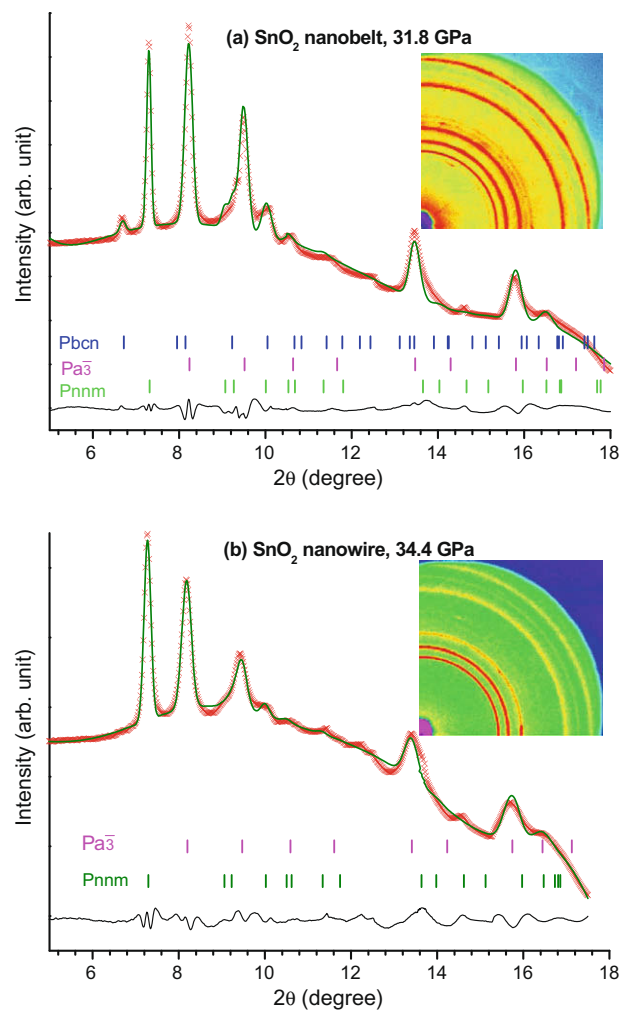 (a) SnO₂ nanobelt, 31.8 GPa
Intensity (arb. unit)
Pbcn
Pa3̅
Pnnm
6 8 10 12 14 16 18
2θ (degree)
(b) SnO₂ nanowire, 34.4 GPa
Intensity (arb. unit)
Pa3̅
Pnnm
6 8 10 12 14 16 18
2θ (degree)